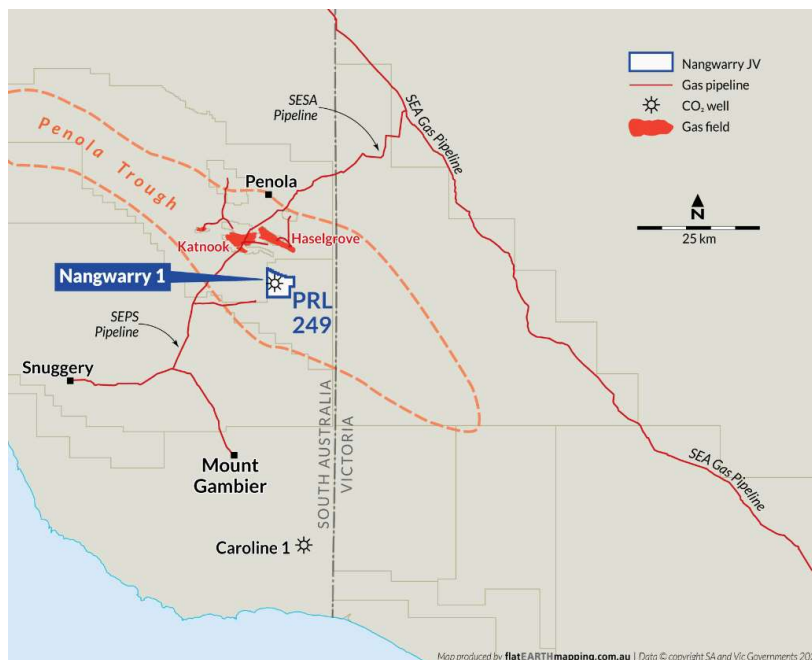 Nangwarry JV
Gas pipeline
CO₂ well
Gas field
SESA
Pipeline
SEA Gas Pipeline
Penola Trough
Penola
N
25 km
Katnook
Haselgrove
Nangwarry 1
PRL
249
SEPS
Pipeline
Snuggery
SOUTH AUSTRALIA
VICTORIA
Mount
Gambier
SEA Gas Pipeline
Caroline 1
Map produced by flatEARTHmapping.com.au | Data © copyright SA and Vic Governments